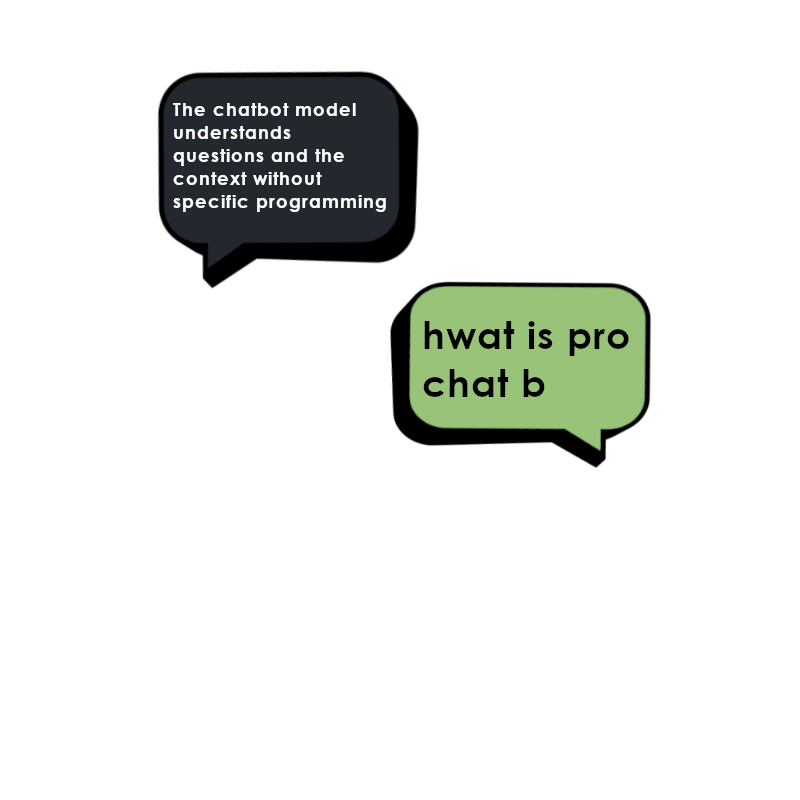 The chatbot model
understands
questions and the
context without
specific programming
hwat is pro
chat b